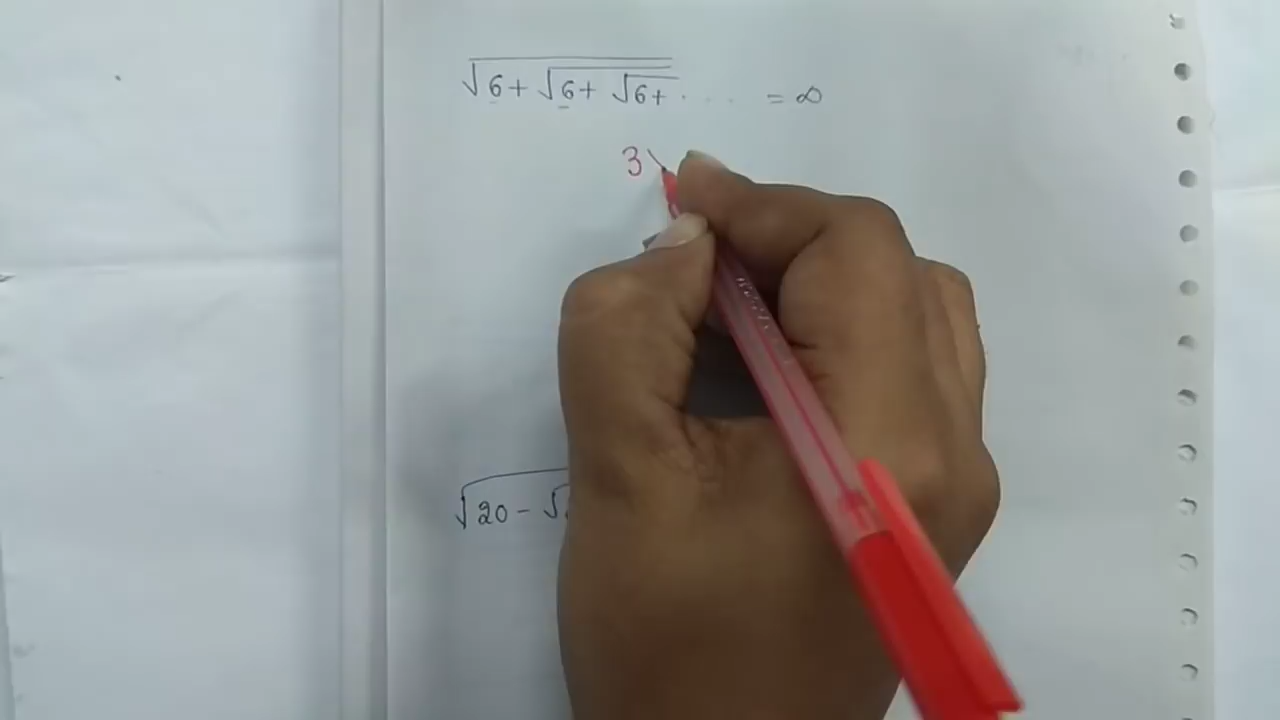 √6+ √6+ √6+ . . . . = ∞
3
√20 - √